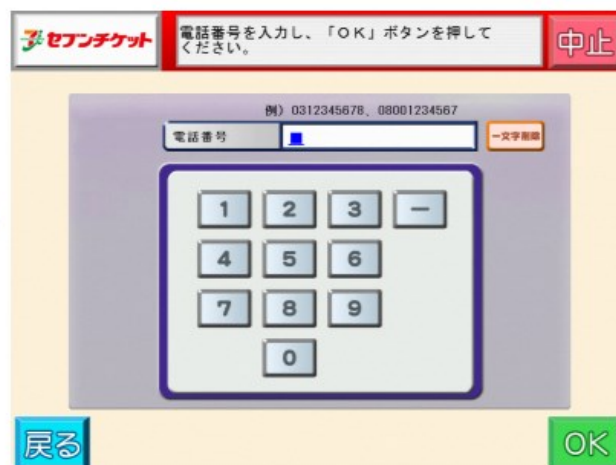 セブンチケット
電話番号を入力し、「OK」ボタンを押して
ください。
中止
例) 0312345678、08001234567
電話番号
一文字削除
1 2 3 ー
4 5 6
7 8 9
0
戻る
OK